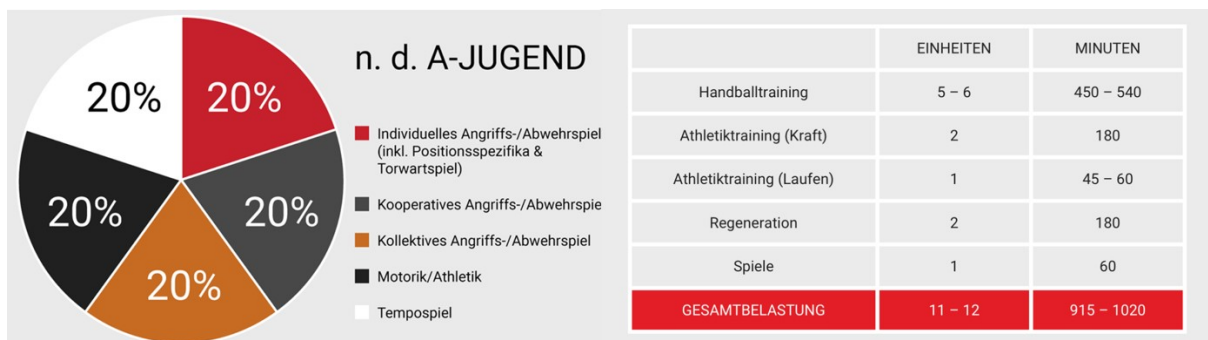 20%
20%
20%
20%
20%
n. d. A-JUGEND
Individuelles Angriffs-/Abwehrspiel
(inkl. Positionsspezifika &
Torwartspiel)
Kooperatives Angriffs-/Abwehrspie
Kollektives Angriffs-/Abwehrspiel
Motorik/Athletik
Tempospiel
EINHEITEN MINUTEN
Handballtraining 5 – 6 450 – 540
Athletiktraining (Kraft) 2 180
Athletiktraining (Laufen) 1 45 – 60
Regeneration 2 180
Spiele 1 60
GESAMTBELASTUNG 11 – 12 915 – 1020